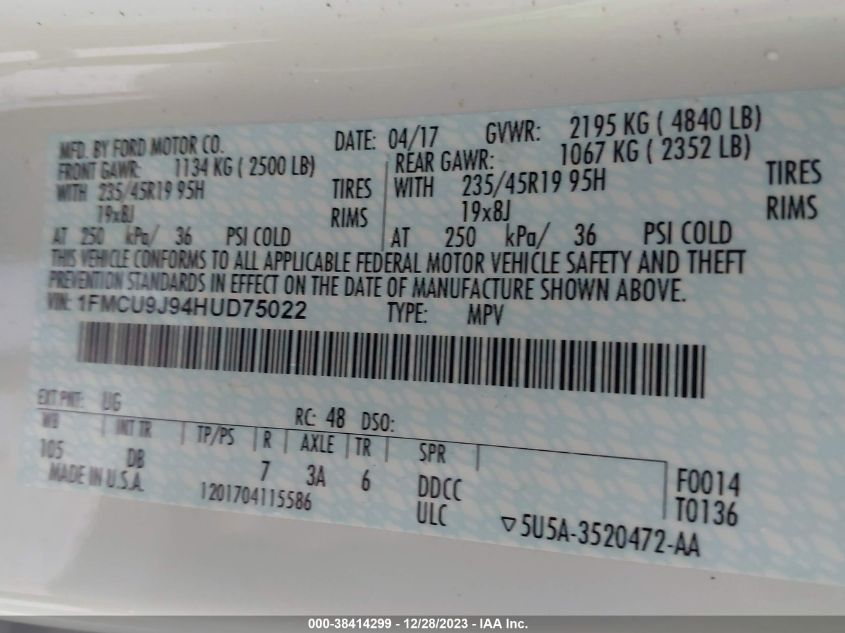 MFD. BY FORD MOTOR CO. DATE: 04/17 GVWR: 2195 KG ( 4840 LB)
FRONT GAWR: 1134 KG ( 2500 LB) REAR GAWR: 1067 KG ( 2352 LB)
WITH 235/45R19 95H TIRES WITH 235/45R19 95H TIRES
19x8J RIMS 19x8J RIMS
AT 250 kPa/ 36 PSI COLD AT 250 kPa/ 36 PSI COLD
THIS VEHICLE CONFORMS TO ALL APPLICABLE FEDERAL MOTOR VEHICLE SAFETY AND THEFT
PREVENTION STANDARDS IN EFFECT ON THE DATE OF MANUFACTURE SHOWN ABOVE.
VIN: 1FMCU9J94HUD75022 TYPE: MPV
EXT PNT: UG RC: 48 DSO:
WB INT TR TP/PS R AXLE TR SPR
105 DB 7 3A 6 DDCC F0014
MADE IN U.S.A. 1201704115586 ULC T0136
▽5U5A-3520472-AA
000-38414299 - 12/28/2023 - IAA Inc.